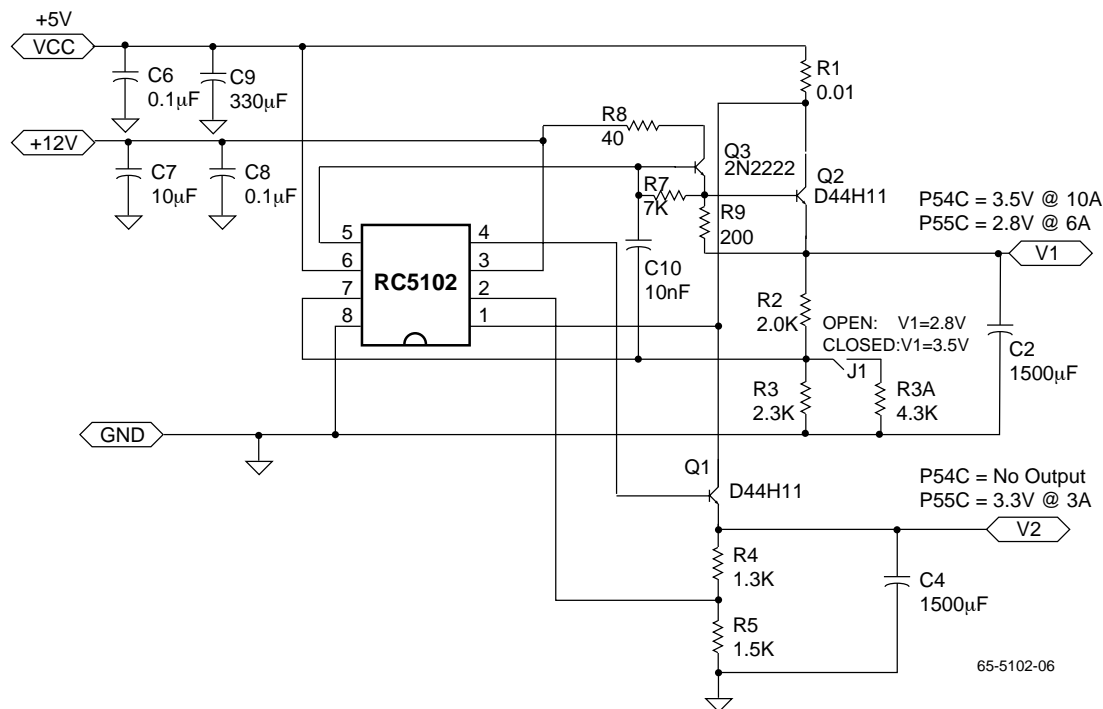 +5V
VCC
C6
0.1µF
C9
330µF
R1
0.01
+12V
C7
10µF
C8
0.1µF
R8
40
Q3
2N2222
R7
7K
Q2
D44H11
R9
200
P54C = 3.5V @ 10A
P55C = 2.8V @ 6A
V1
5
6
7
8
RC5102
4
3
2
1
C10
10nF
R2
2.0K
OPEN: V1=2.8V
CLOSED:V1=3.5V
J1
C2
1500µF
R3
2.3K
R3A
4.3K
GND
Q1
D44H11
P54C = No Output
P55C = 3.3V @ 3A
V2
R4
1.3K
C4
1500µF
R5
1.5K
65-5102-06